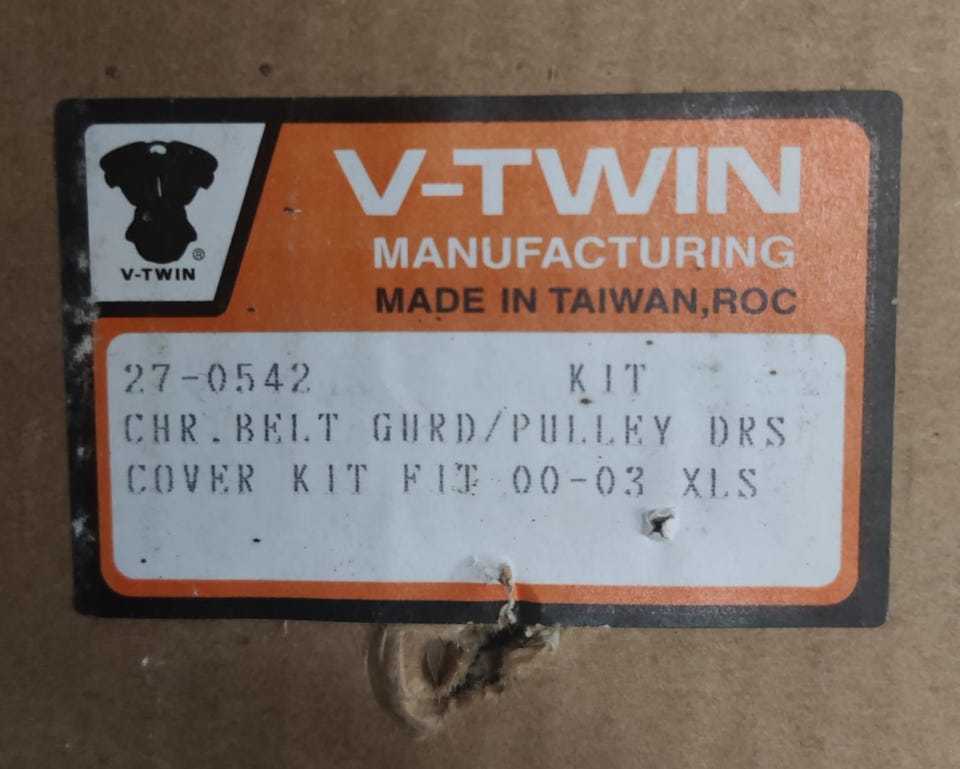 V-TWIN
MANUFACTURING
MADE IN TAIWAN,ROC
® 
V-TWIN
27-0542 KIT
CHR.BELT GURD/PULLEY DRS
COVER KIT FIT 00-03 XLS